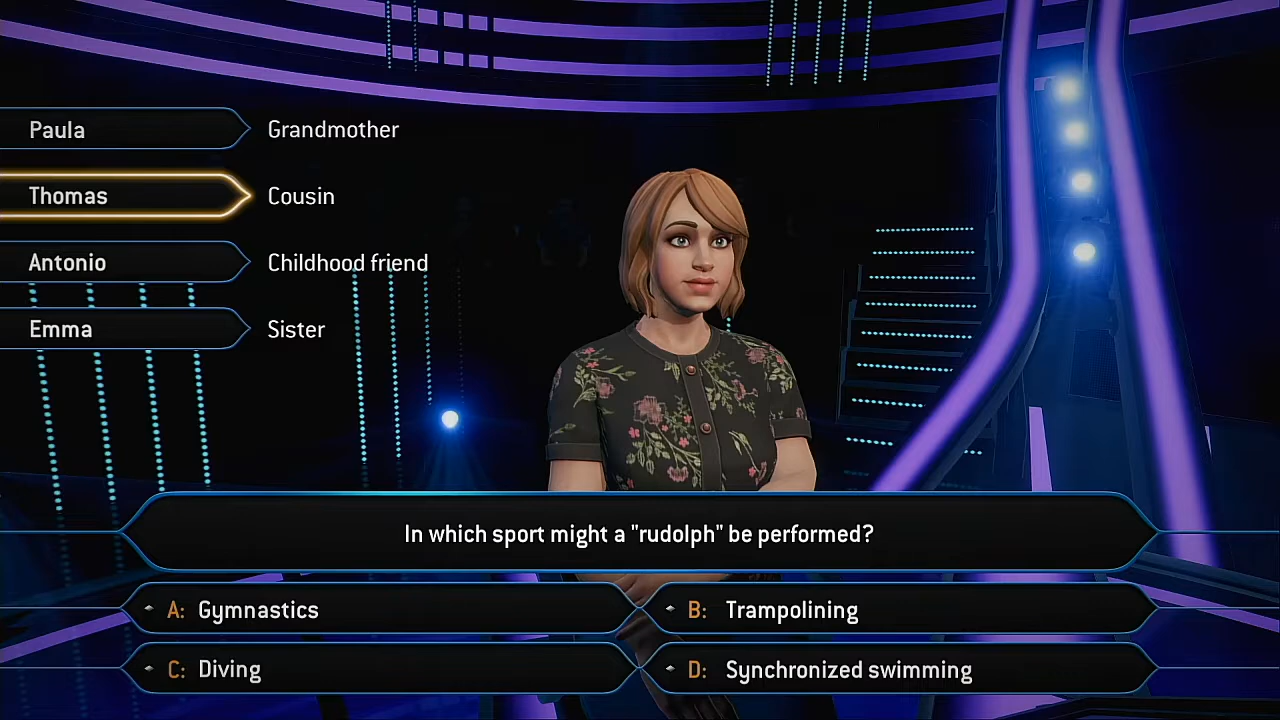 Paula
Grandmother
Thomas
Cousin
Antonio
Childhood friend
Emma
Sister
In which sport might a "rudolph" be performed?
A: Gymnastics
B: Trampolining
C: Diving
D: Synchronized swimming